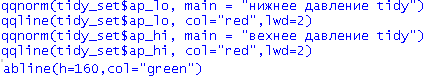 qqnorm(tidy_set$ap_lo, main = "нижнее давление tidy")
qqline(tidy_set$ap_lo, col="red",lwd=2)
qqnorm(tidy_set$ap_hi, main = "вехнее давление tidy")
qqline(tidy_set$ap_hi, col="red",lwd=2)
abline(h=160,col="green")